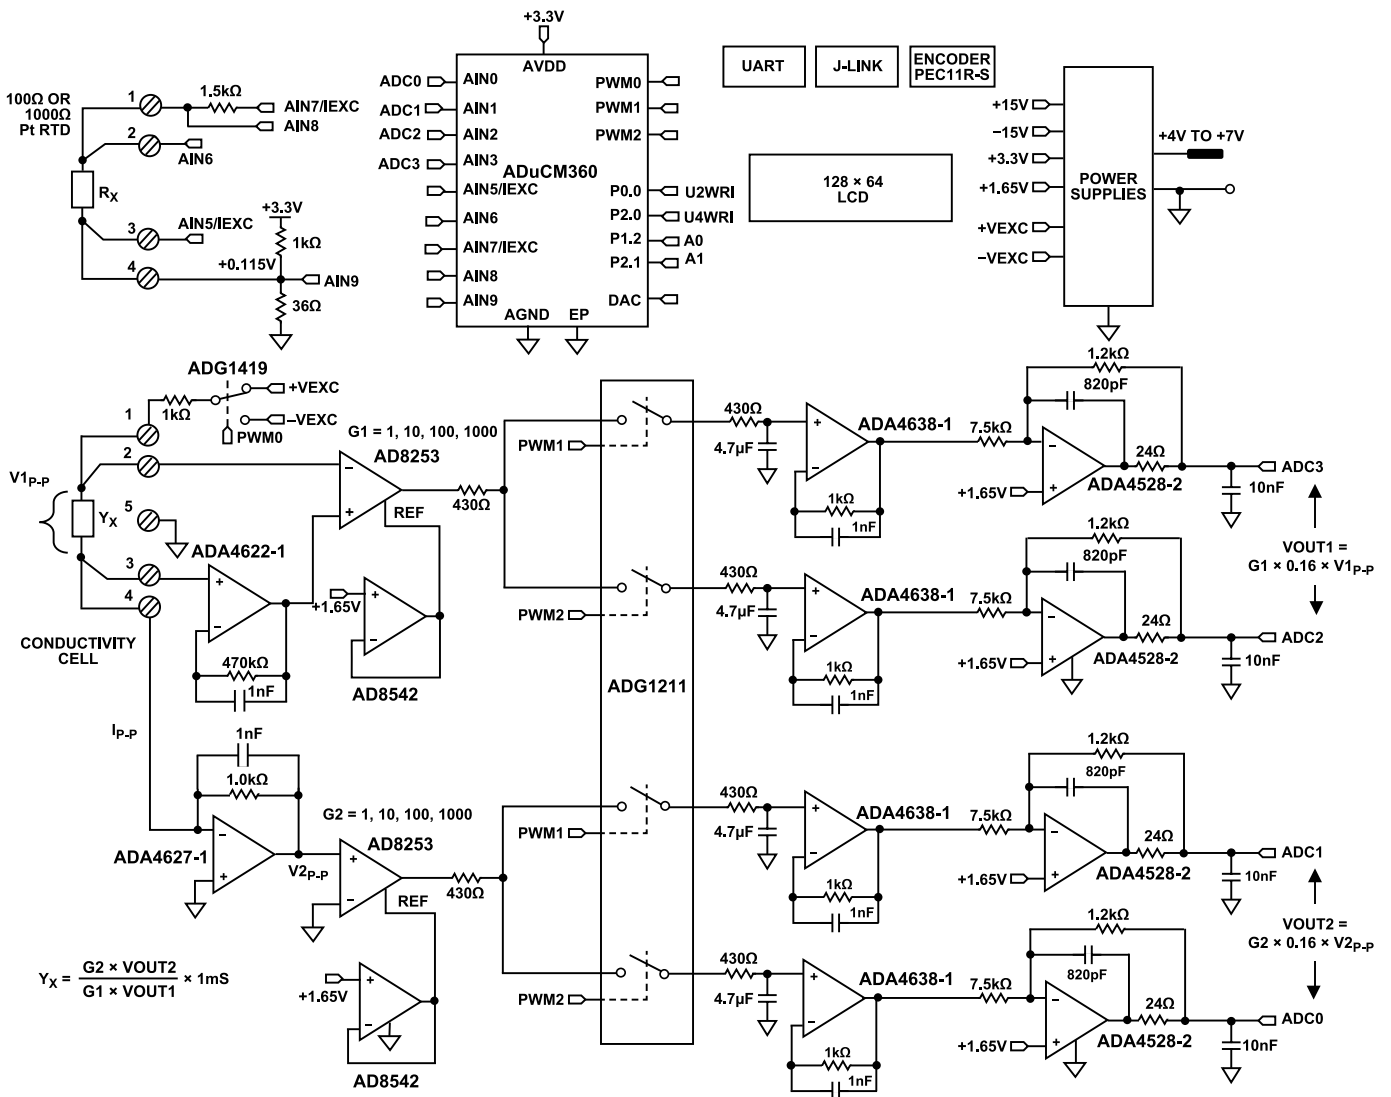 +3.3V
AVDD
ADC0
AIN0
ADC1
AIN1
ADC2
AIN2
ADC3
AIN3
ADuCM360
AIN5/IEXC
AIN6
AIN7/IEXC
AIN8
AIN9
AGND
EP
PWM0
PWM1
PWM2
P0.0
U2WRI
P2.0
U4WRI
P1.2
A0
P2.1
A1
DAC
UART
J-LINK
ENCODER
PEC11R-S
128 × 64
LCD
+15V
−15V
+3.3V
+1.65V
+VEXC
−VEXC
POWER
SUPPLIES
+4V TO +7V
100Ω OR
1000Ω
Pt RTD
1
1.5kΩ
AIN7/IEXC
AIN8
2
AIN6
RX
3
AIN5/IEXC
+3.3V
1kΩ
4
+0.115V
AIN9
36Ω
ADG1419
+VEXC
1kΩ
−VEXC
PWM0
1
2
V1P-P
YX
5
3
4
CONDUCTIVITY
CELL
IP-P
ADA4622-1
470kΩ
1nF
G1 = 1, 10, 100, 1000
AD8253
REF
430Ω
+1.65V
AD8542
1nF
1.0kΩ
ADA4627-1
V2P-P
G2 = 1, 10, 100, 1000
AD8253
REF
430Ω
+1.65V
AD8542
YX = G2 × VOUT2 / G1 × VOUT1 × 1mS
ADG1211
PWM1
PWM2
PWM1
PWM2
430Ω
4.7µF
ADA4638-1
1kΩ
1nF
7.5kΩ
1.2kΩ
820pF
24Ω
+1.65V
ADA4528-2
ADC3
10nF
430Ω
4.7µF
ADA4638-1
1kΩ
1nF
7.5kΩ
1.2kΩ
820pF
24Ω
+1.65V
ADA4528-2
ADC2
10nF
VOUT1 =
G1 × 0.16 × V1P-P
430Ω
4.7µF
ADA4638-1
1kΩ
1nF
7.5kΩ
1.2kΩ
820pF
24Ω
+1.65V
ADA4528-2
ADC1
10nF
430Ω
4.7µF
ADA4638-1
1kΩ
1nF
7.5kΩ
1.2kΩ
820pF
24Ω
+1.65V
ADA4528-2
ADC0
10nF
VOUT2 =
G2 × 0.16 × V2P-P